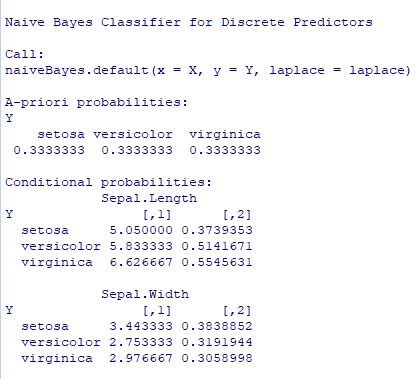 Naive Bayes Classifier for Discrete Predictors
Call:
naiveBayes.default(x = X, y = Y, laplace = laplace)
A-priori probabilities:
Y
setosa versicolor virginica
0.3333333 0.3333333 0.3333333
Conditional probabilities:
Sepal.Length
Y [,1] [,2]
setosa 5.050000 0.3739353
versicolor 5.833333 0.5141671
virginica 6.626667 0.5545631
Sepal.Width
Y [,1] [,2]
setosa 3.443333 0.3838852
versicolor 2.753333 0.3191944
virginica 2.976667 0.3058998